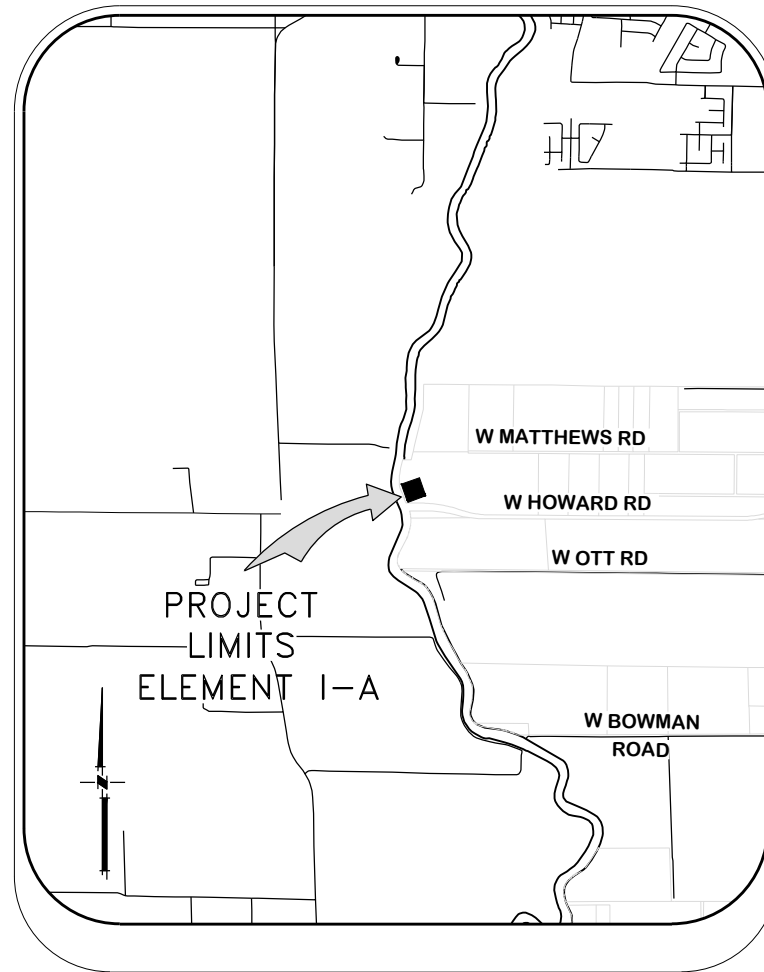 W MATTHEWS RD
W HOWARD RD
W OTT RD
PROJECT
LIMITS
ELEMENT I-A
W BOWMAN
ROAD
N